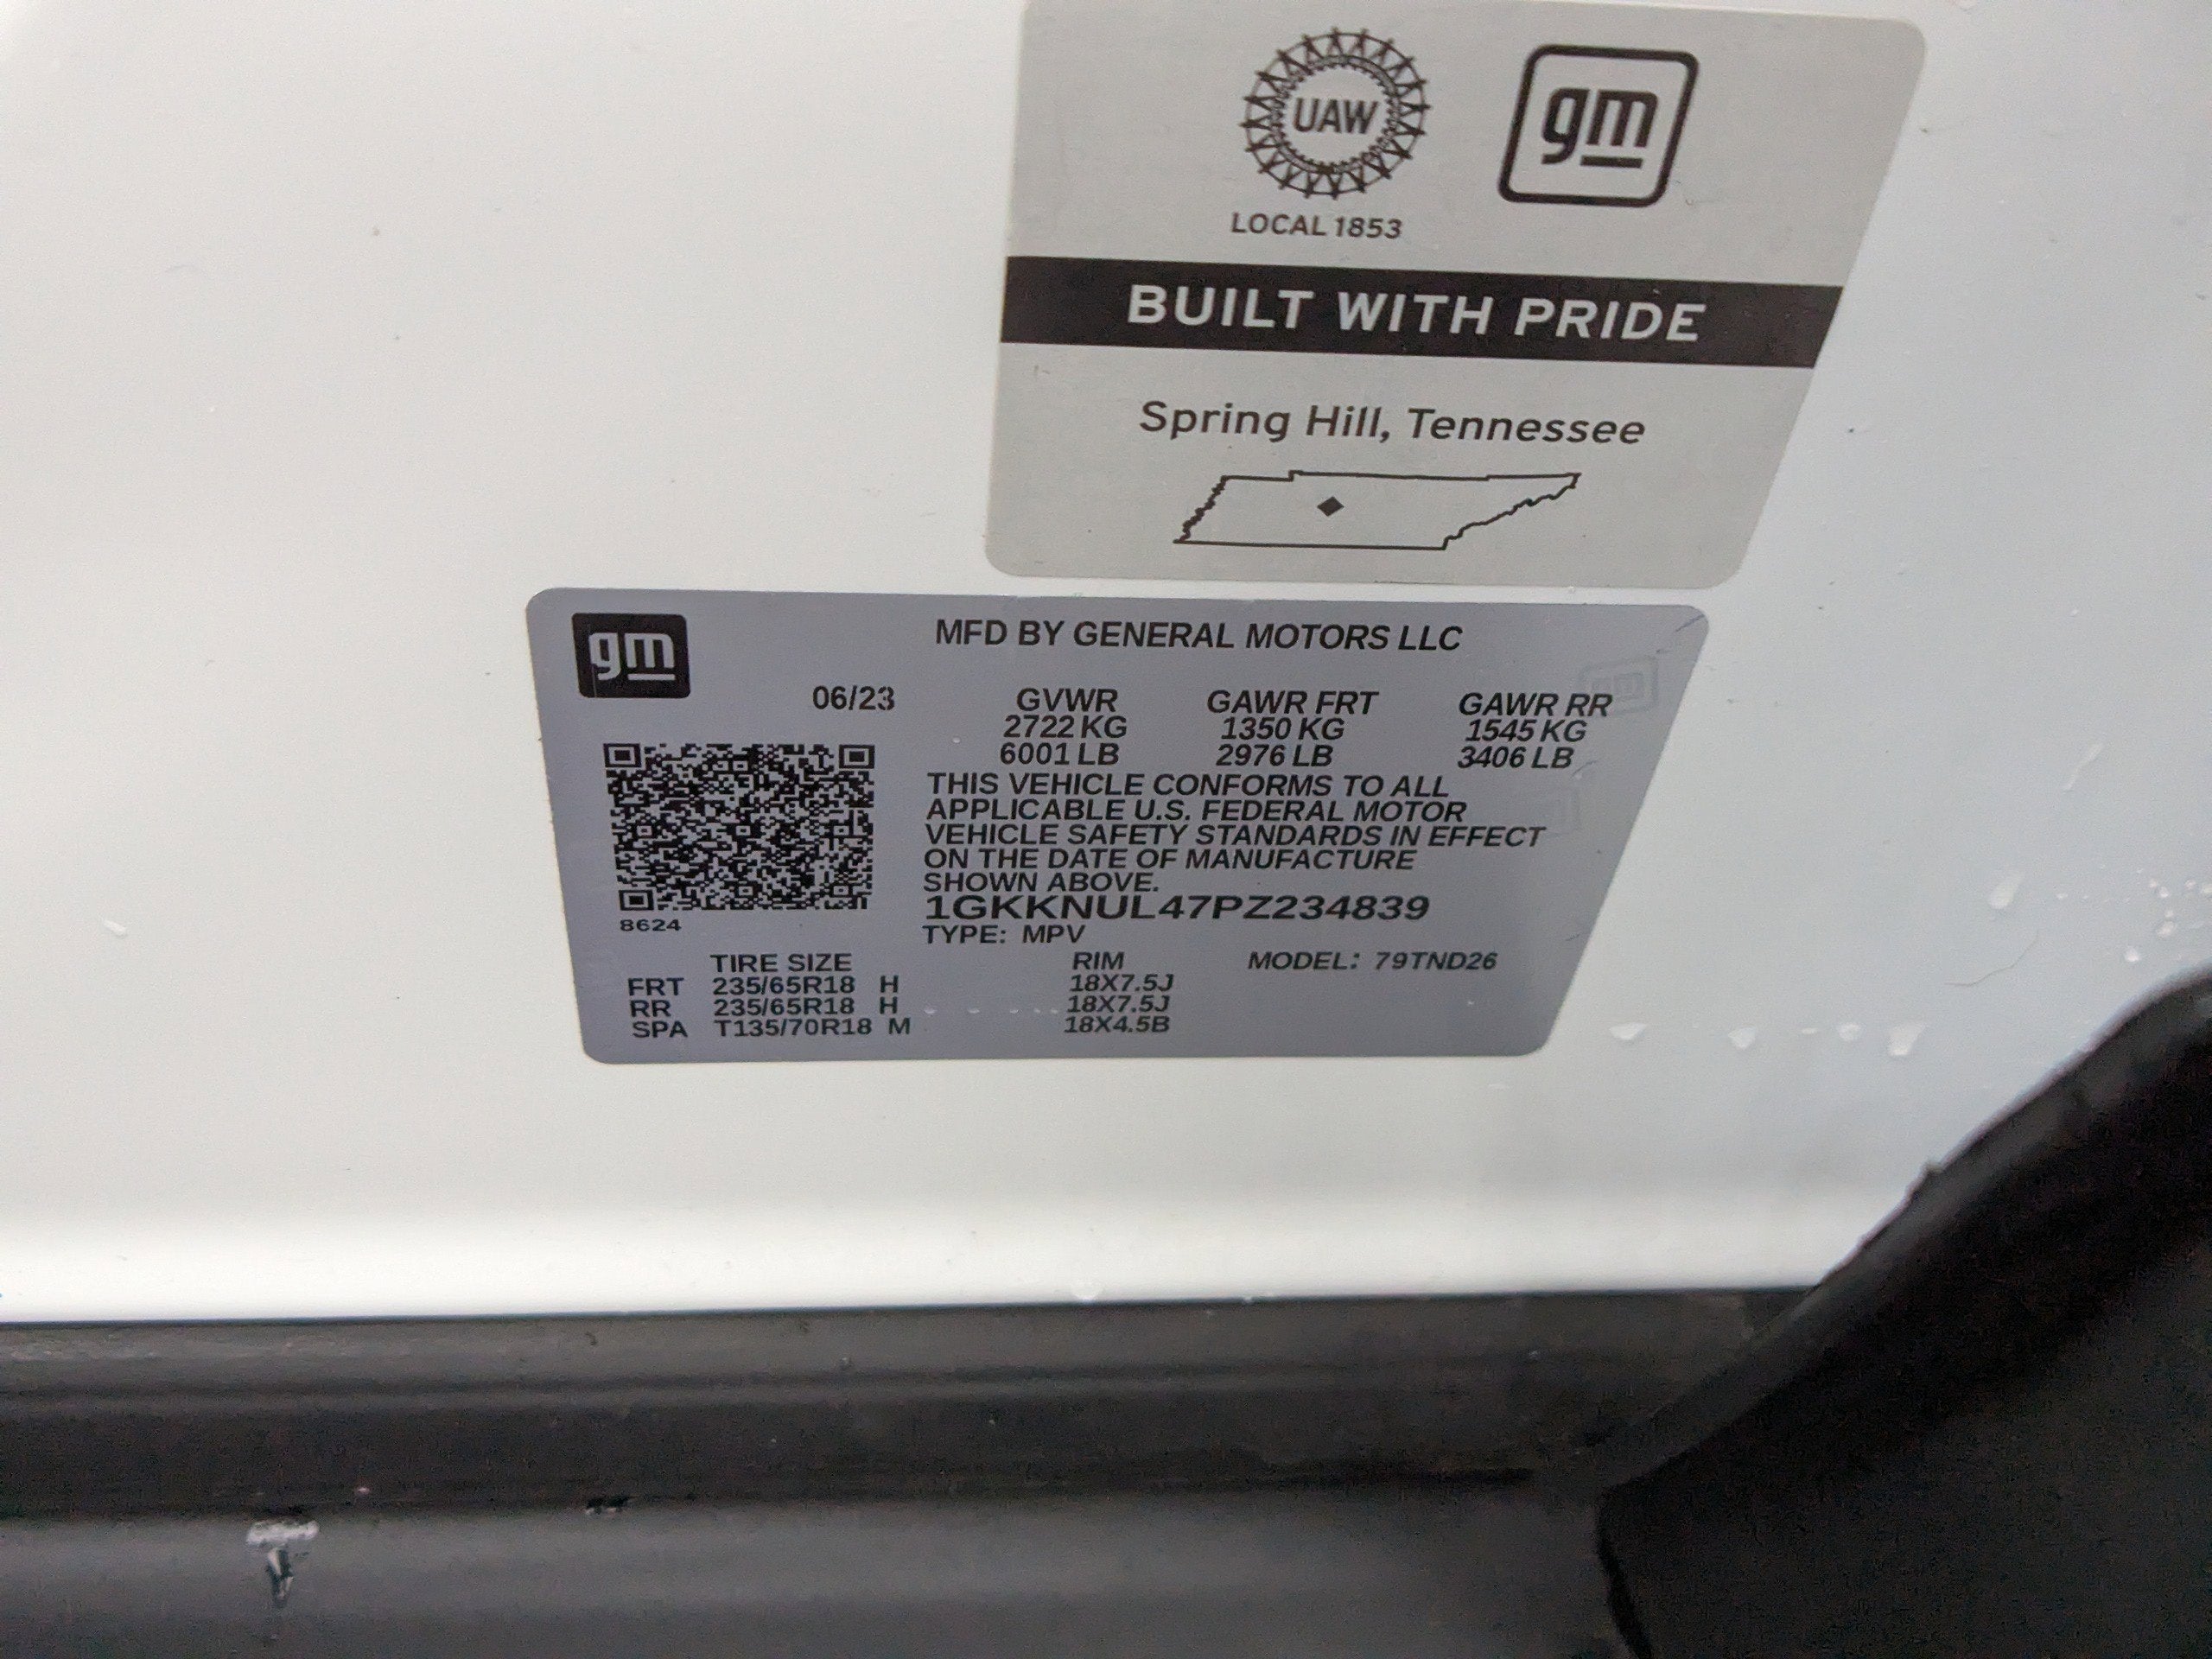 UAW
gm
LOCAL 1853
BUILT WITH PRIDE
Spring Hill, Tennessee
gm
MFD BY GENERAL MOTORS LLC
06/23 GVWR GAWR FRT GAWR RR
2722 KG 1350 KG 1545 KG
6001 LB 2976 LB 3406 LB
THIS VEHICLE CONFORMS TO ALL
APPLICABLE U.S. FEDERAL MOTOR
VEHICLE SAFETY STANDARDS IN EFFECT
ON THE DATE OF MANUFACTURE
SHOWN ABOVE.
1GKKNUL47PZ234839
8624
TYPE: MPV
TIRE SIZE RIM MODEL: 79TND26
FRT 235/65R18 H 18X7.5J
RR 235/65R18 H 18X7.5J
SPA T135/70R18 M 18X4.5B